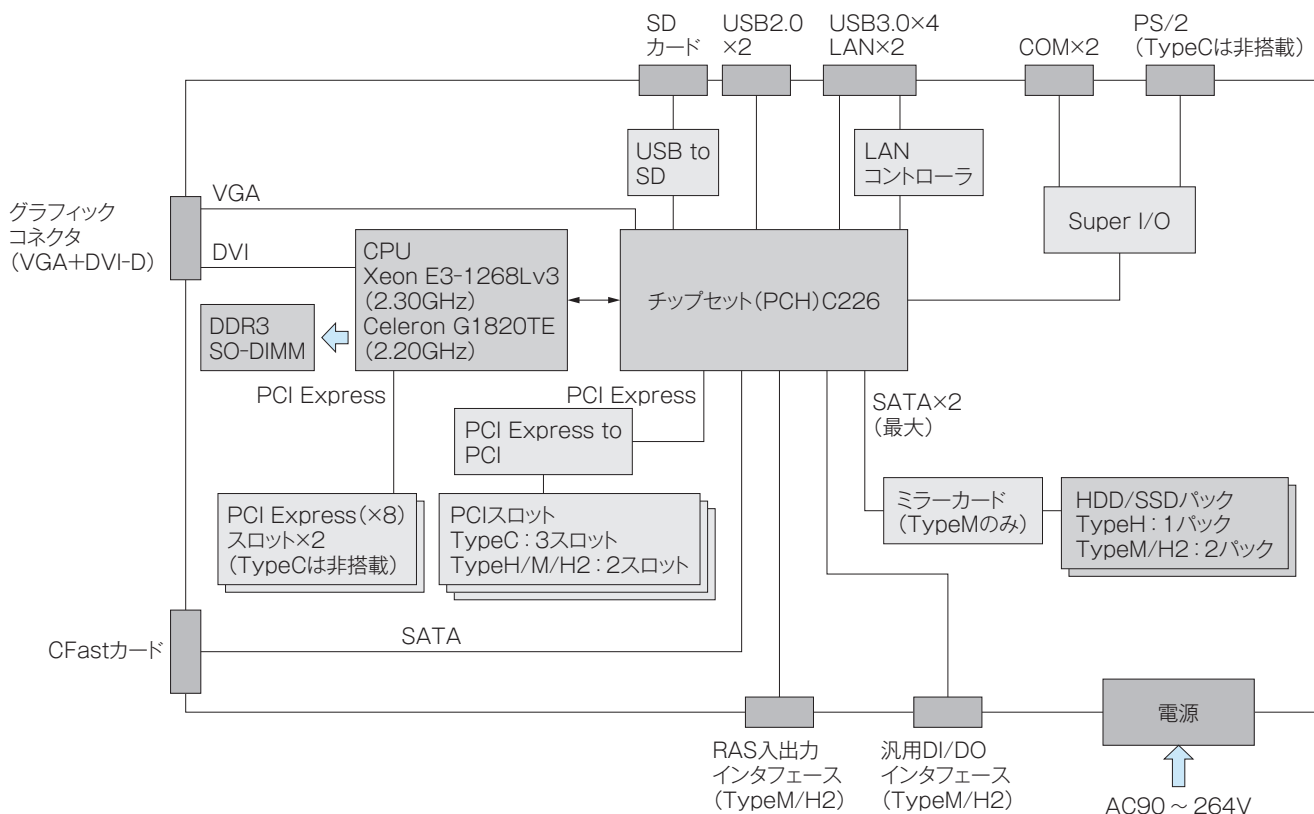 SD
カード
USB2.0
×2
USB3.0×4
LAN×2
COM×2
PS/2
(TypeCは非搭載)
USB to
SD
LAN
コントローラ
Super I/O
グラフィック
コネクタ
(VGA+DVI-D)
VGA
DVI
CPU
Xeon E3-1268Lv3
(2.30GHz)
Celeron G1820TE
(2.20GHz)
チップセット(PCH)C226
DDR3
SO-DIMM
PCI Express
PCI Express
SATA×2
(最大)
PCI Express to
PCI
PCI Express(×8)
スロット×2
(TypeCは非搭載)
PCIスロット
TypeC:3スロット
TypeH/M/H2:2スロット
ミラーカード
(TypeMのみ)
HDD/SSDパック
TypeH:1パック
TypeM/H2:2パック
CFastカード
SATA
電源
RAS入出力
インタフェース
(TypeM/H2)
汎用DI/DO
インタフェース
(TypeM/H2)
AC90~264V